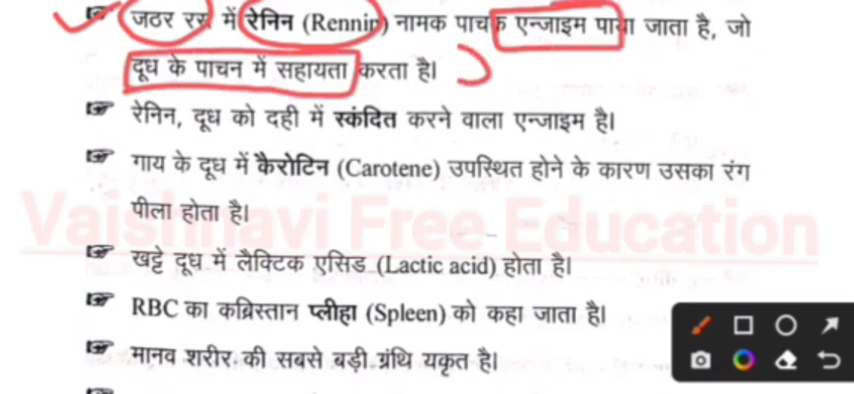 जठर रस में रेनिन (Rennin) नामक पाचक एन्जाइम पाया जाता है, जो
दूध के पाचन में सहायता करता है।
रेनिन, दूध को दही में स्कंदित करने वाला एन्जाइम है।
गाय के दूध में कैरोटिन (Carotene) उपस्थित होने के कारण उसका रंग
पीला होता है।
Vaishnavi Free Education
खट्टे दूध में लैक्टिक एसिड (Lactic acid) होता है।
RBC का कब्रिस्तान प्लीहा (Spleen) को कहा जाता है।
मानव शरीर की सबसे बड़ी ग्रंथि यकृत है।